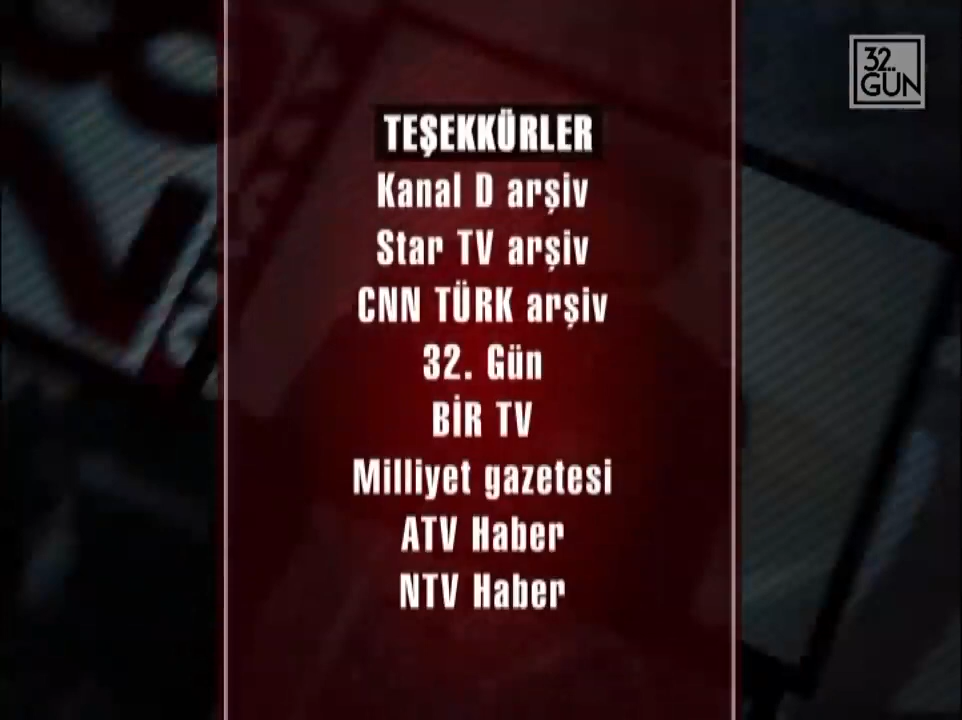 32.
GÜN
TEŞEKKÜRLER
Kanal D arşiv
Star TV arşiv
CNN TÜRK arşiv
32. Gün
BİR TV
Milliyet gazetesi
ATV Haber
NTV Haber